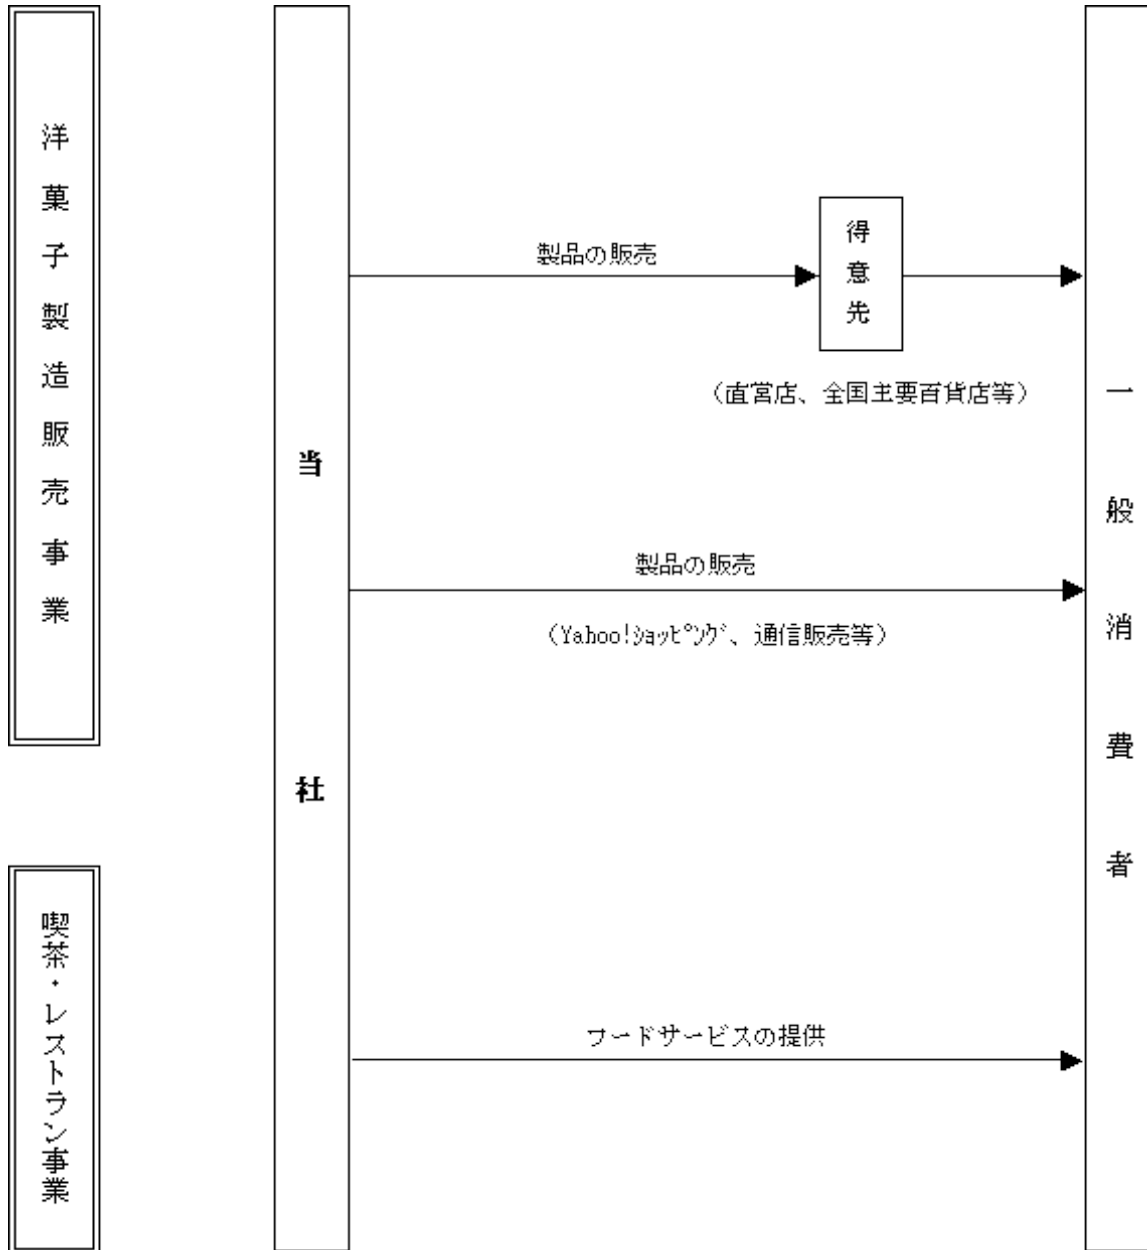 洋菓子製造販売事業
喫茶・レストラン事業
当社
製品の販売
得意先
（直営店、全国主要百貨店等）
製品の販売
（Yahoo!ｼｮｯﾋﾟﾝｸﾞ、通信販売等）
フードサービスの提供
一般消費者